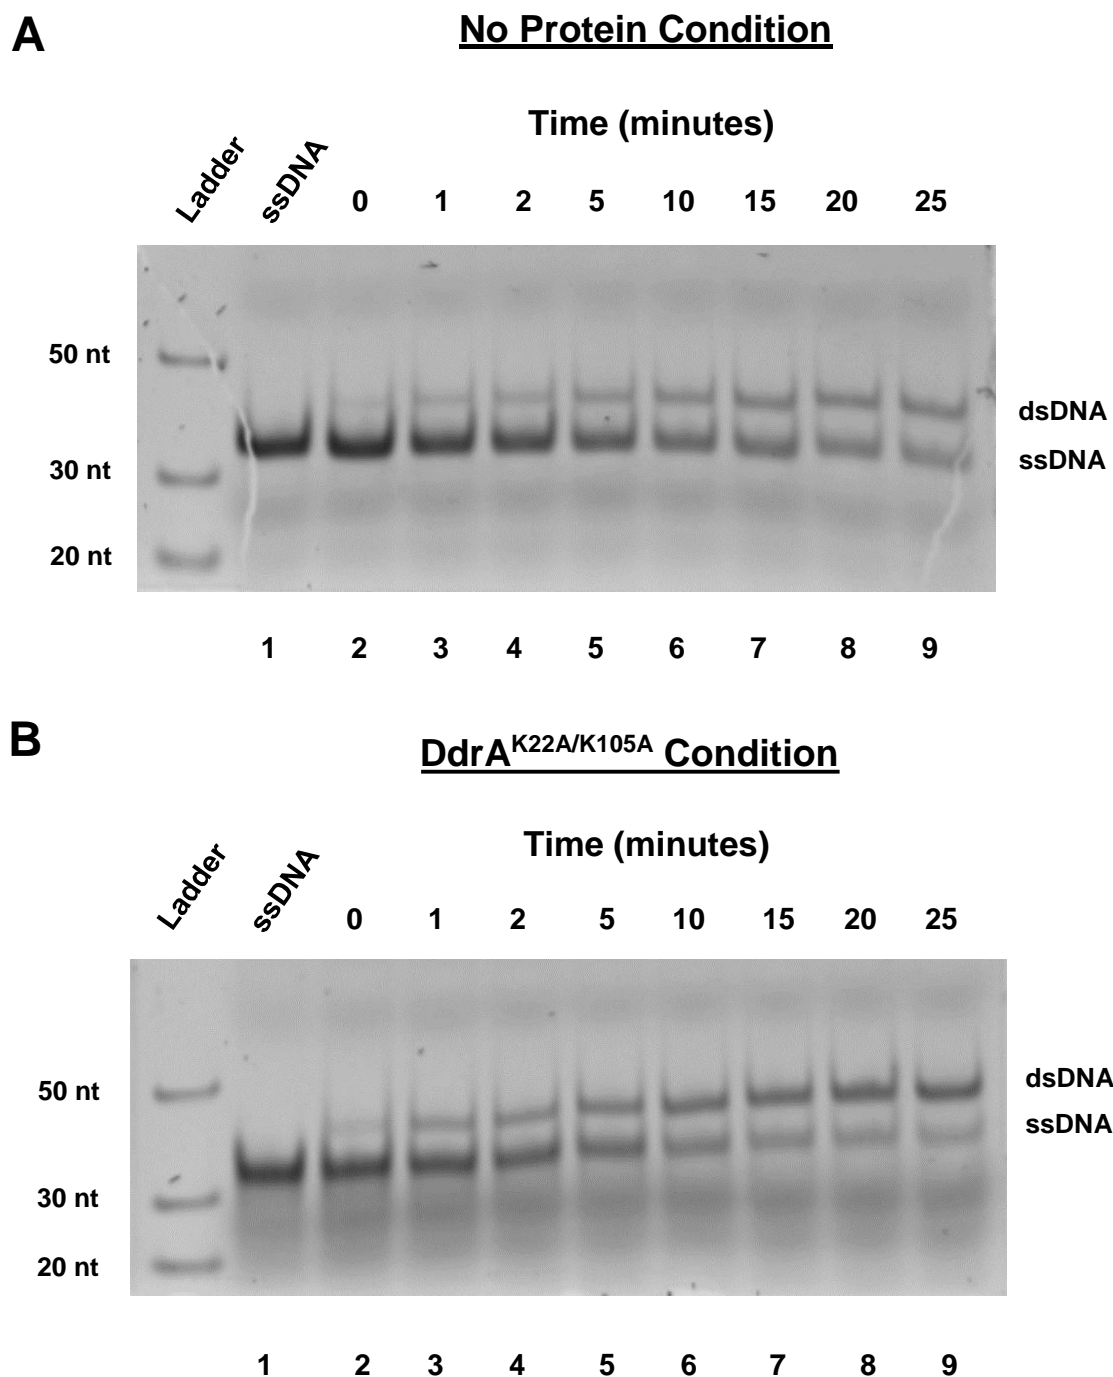 A
No Protein Condition
Time (minutes)
Ladder ssDNA 0 1 2 5 10 15 20 25
50 nt
dsDNA
ssDNA
30 nt
20 nt
1 2 3 4 5 6 7 8 9
B
DdrA^K22A/K105A Condition
Time (minutes)
Ladder ssDNA 0 1 2 5 10 15 20 25
dsDNA
50 nt
ssDNA
30 nt
20 nt
1 2 3 4 5 6 7 8 9